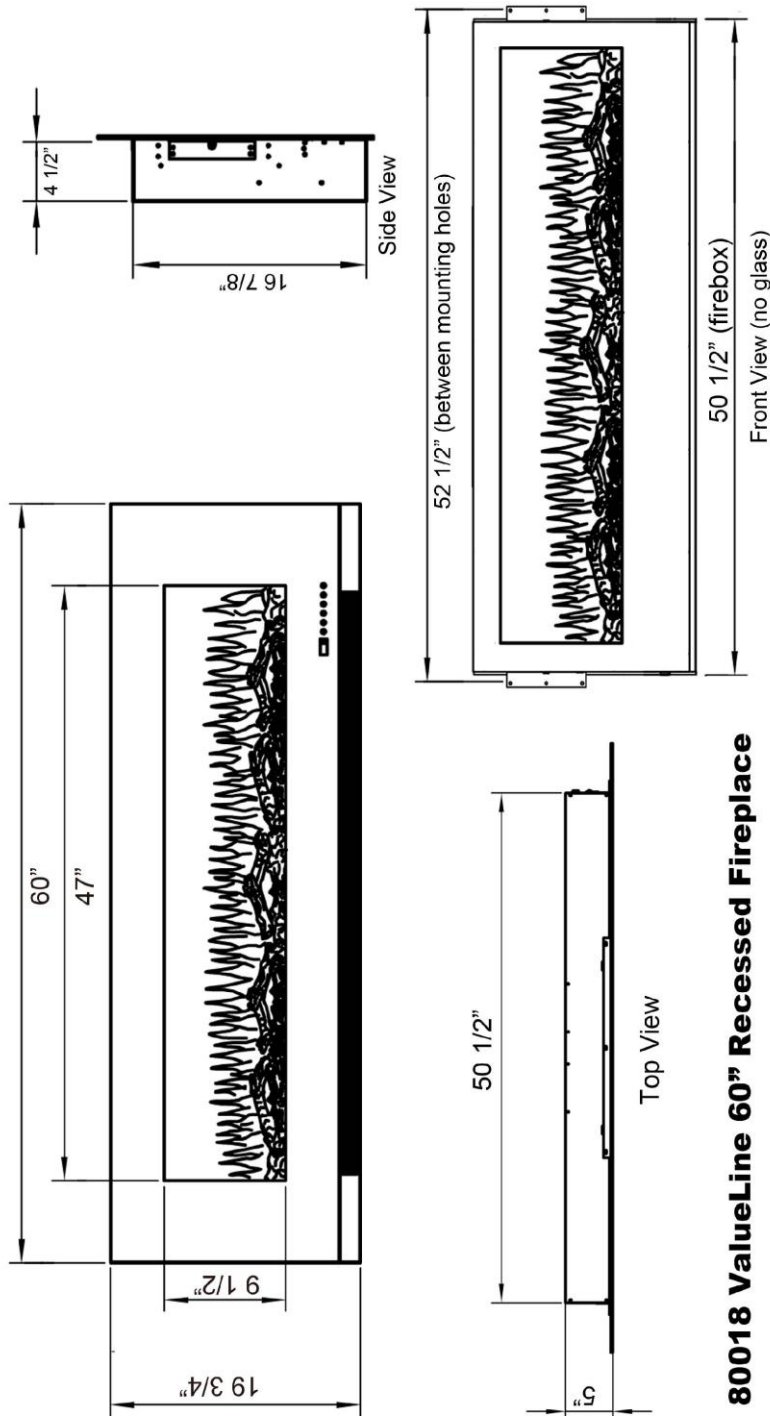 60”
47”
9 1/2”
19 3/4”
4 1/2”
16 7/8”
Side View
50 1/2”
5”
Top View
52 1/2” (between mounting holes)
50 1/2” (firebox)
Front View (no glass)
80018 ValueLine 60” Recessed Fireplace